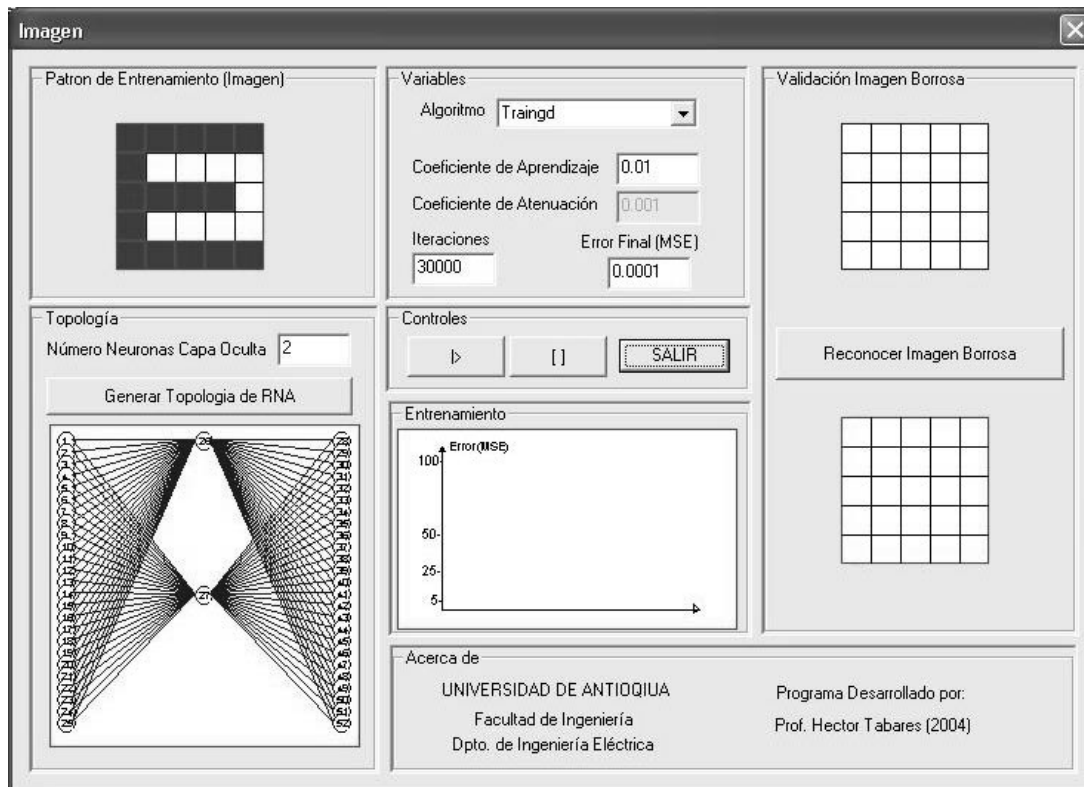 Imagen
Patron de Entrenamiento (Imagen)
Variables
Algoritmo Traingd
Coeficiente de Aprendizaje 0.01
Coeficiente de Atenuación 0.001
Iteraciones
30000
Error Final (MSE)
0.0001
Validación Imagen Borrosa
Reconocer Imagen Borrosa
Topología
Número Neuronas Capa Oculta 2
Generar Topologia de RNA
Controles
|> [ ] SALIR
Entrenamiento
Error(MSE)
100-
50-
25-
5-
Acerca de
UNIVERSIDAD DE ANTIOQIUA
Facultad de Ingeniería
Dpto. de Ingeniería Eléctrica
Programa Desarrollado por:
Prof. Hector Tabares (2004)